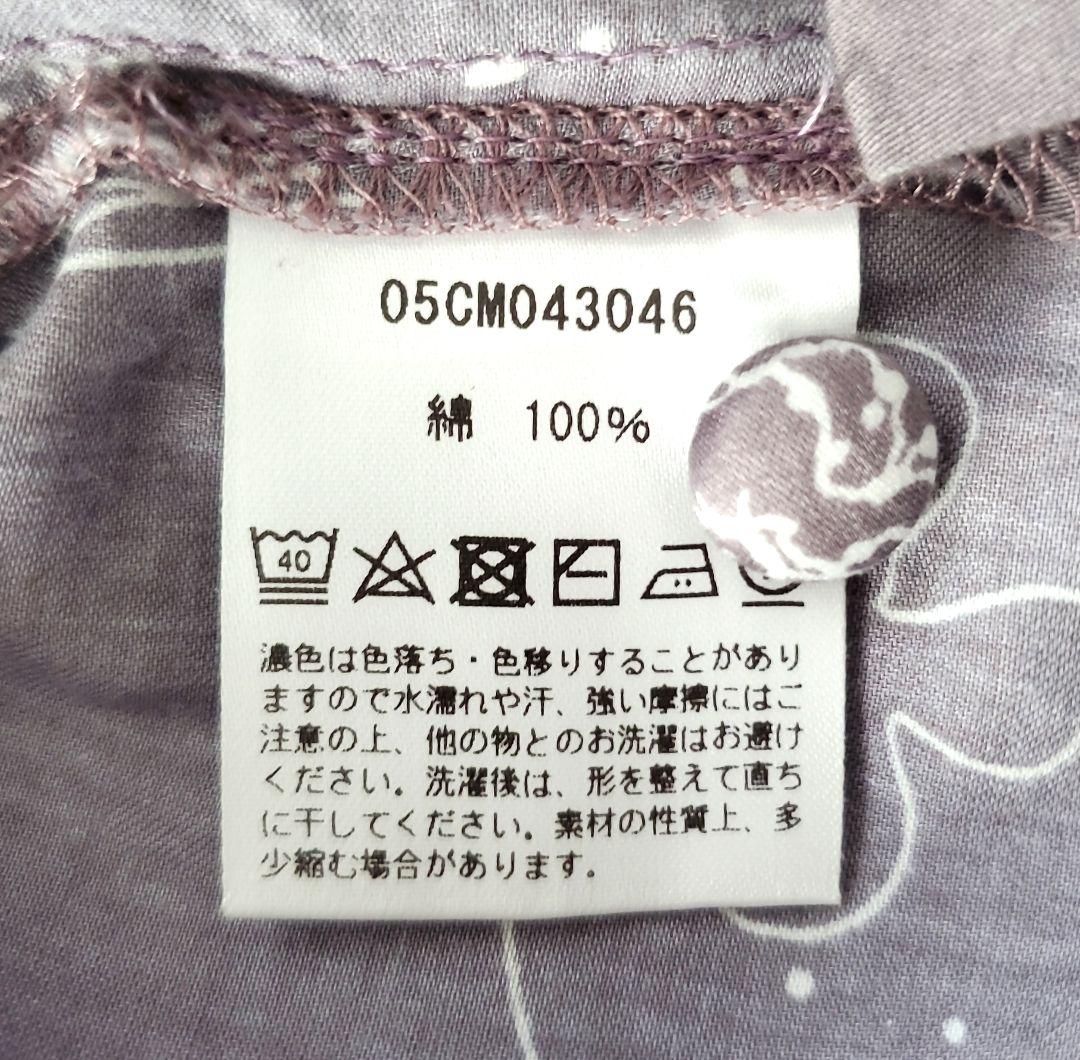 05CM043046
綿 100%
40
濃色は色落ち・色移りすることがあり
ますので水濡れや汗、強い摩擦にはご
注意の上、他の物とのお洗濯はお避け
ください。洗濯後は、形を整えて直ち
に干してください。素材の性質上、多
少縮む場合があります。